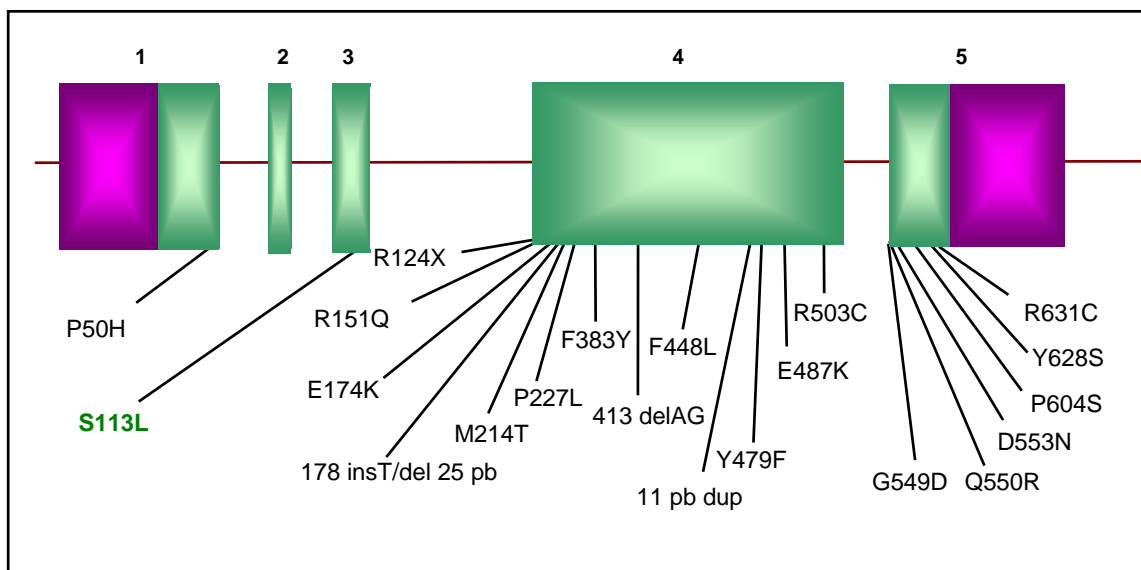 1
2
3
4
5
P50H
S113L
R124X
R151Q
E174K
178 insT/del 25 pb
M214T
P227L
F383Y
413 delAG
F448L
11 pb dup
Y479F
E487K
R503C
G549D
Q550R
D553N
P604S
Y628S
R631C